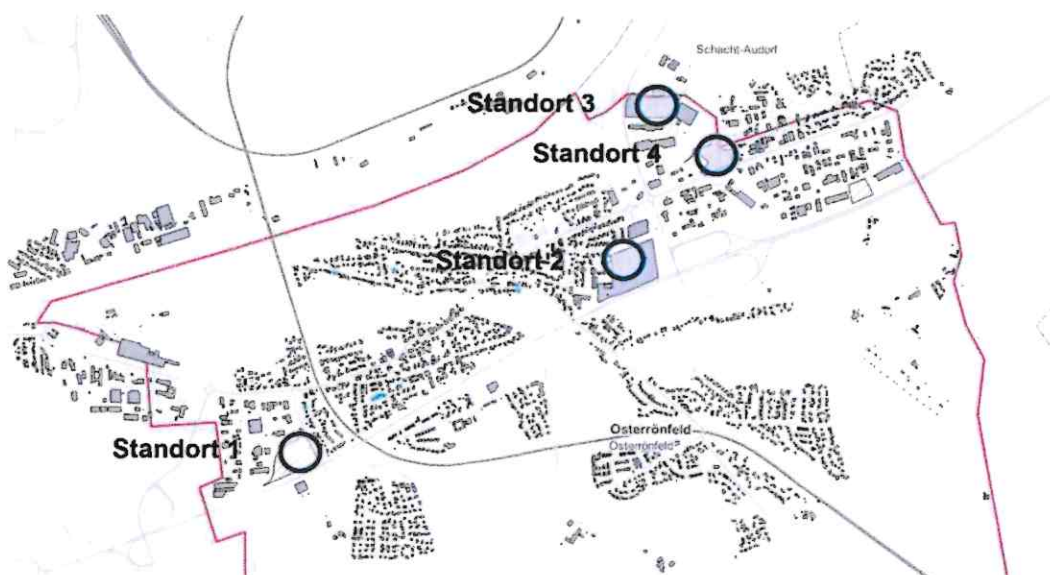 Schacht-Audorf
Standort 3
Standort 4
Standort 2
Standort 1
Osterrönfeld
Osterrönfeld